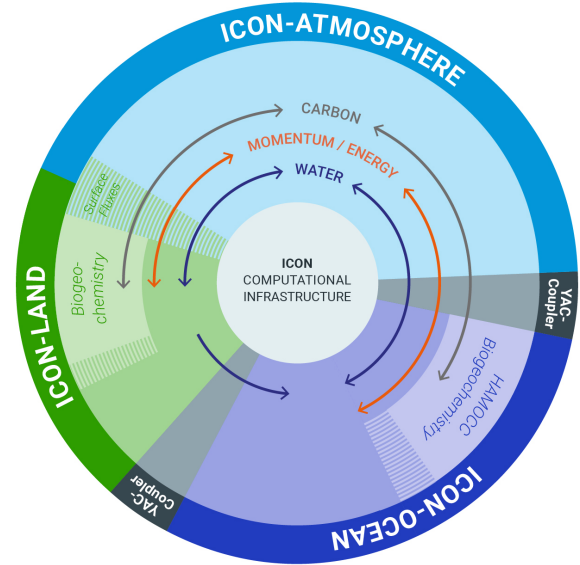 ICON-ATMOSPHERE
CARBON
MOMENTUM / ENERGY
WATER
Surface
Fluxes
ICON
COMPUTATIONAL
INFRASTRUCTURE
Biogeo-
chemistry
ICON-LAND
YAC-
Coupler
HAMOCC
Biogeochemistry
YAC-
Coupler
ICON-OCEAN